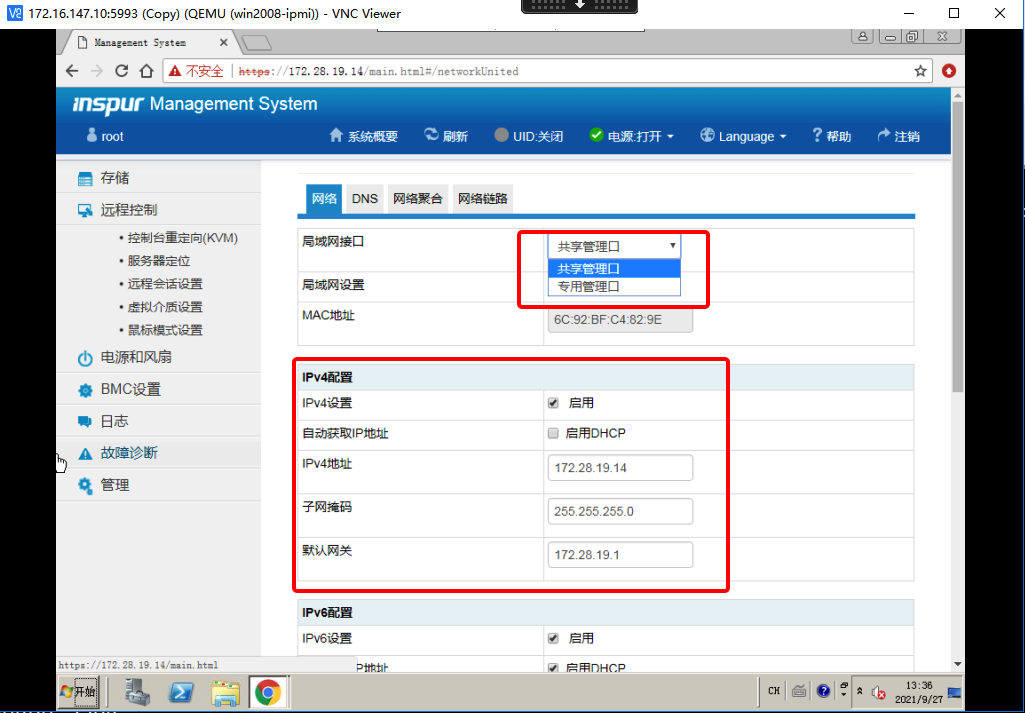 172.16.147.10:5993 (Copy) (QEMU (win2008-ipmi)) - VNC Viewer
Management System
不安全 https://172.28.19.14/main.html#/networkUnited
inspur Management System
root 系统概要 刷新 UID:关闭 电源:打开 Language 帮助 注销
存储
远程控制
控制台重定向(KVM)
服务器定位
远程会话设置
虚拟介质设置
鼠标模式设置
电源和风扇
BMC设置
日志
故障诊断
管理
网络 DNS 网络聚合 网络链路
局域网接口 共享管理口
共享管理口
局域网设置 专用管理口
MAC地址 6C:92:BF:C4:82:9E
IPv4配置
IPv4设置 启用
自动获取IP地址 启用DHCP
IPv4地址 172.28.19.14
子网掩码 255.255.255.0
默认网关 172.28.19.1
IPv6配置
IPv6设置 启用
P地址 启用DHCP
https://172.28.19.14/main.html
开始 CH 13:36
2021/9/27